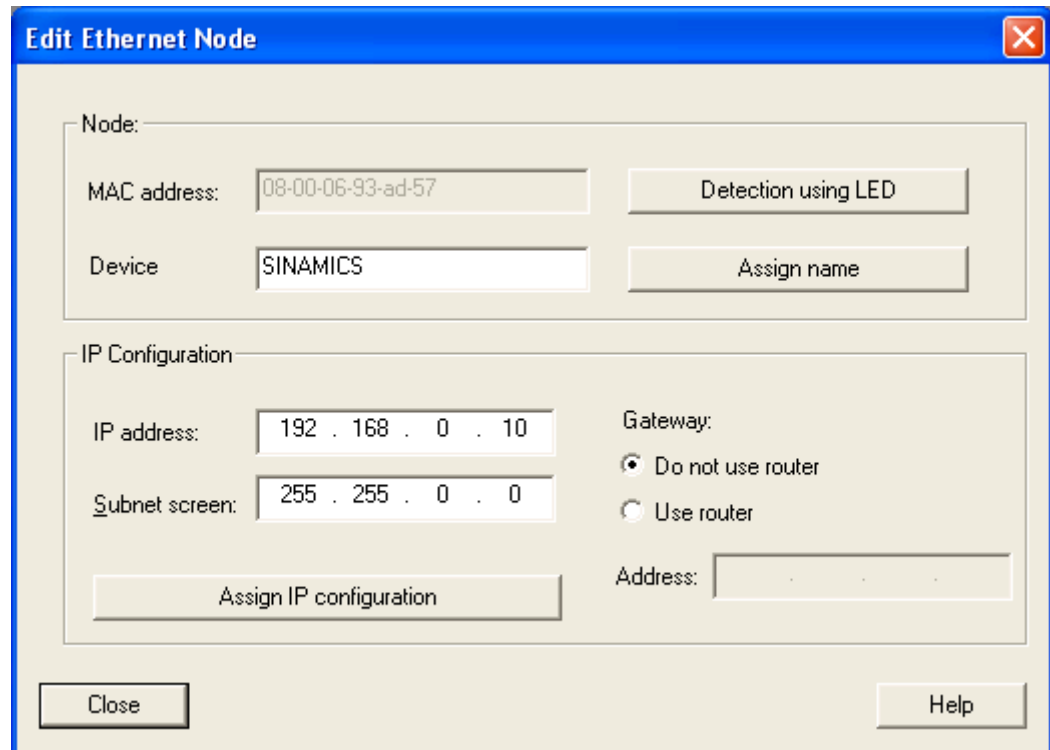 Edit Ethernet Node
Node:
MAC address: 08-00-06-93-ad-57 Detection using LED
Device SINAMICS Assign name
IP Configuration
IP address: 192 . 168 . 0 . 10
Gateway:
Do not use router
Subnet screen: 255 . 255 . 0 . 0
Use router
Address: . . .
Assign IP configuration
Close Help